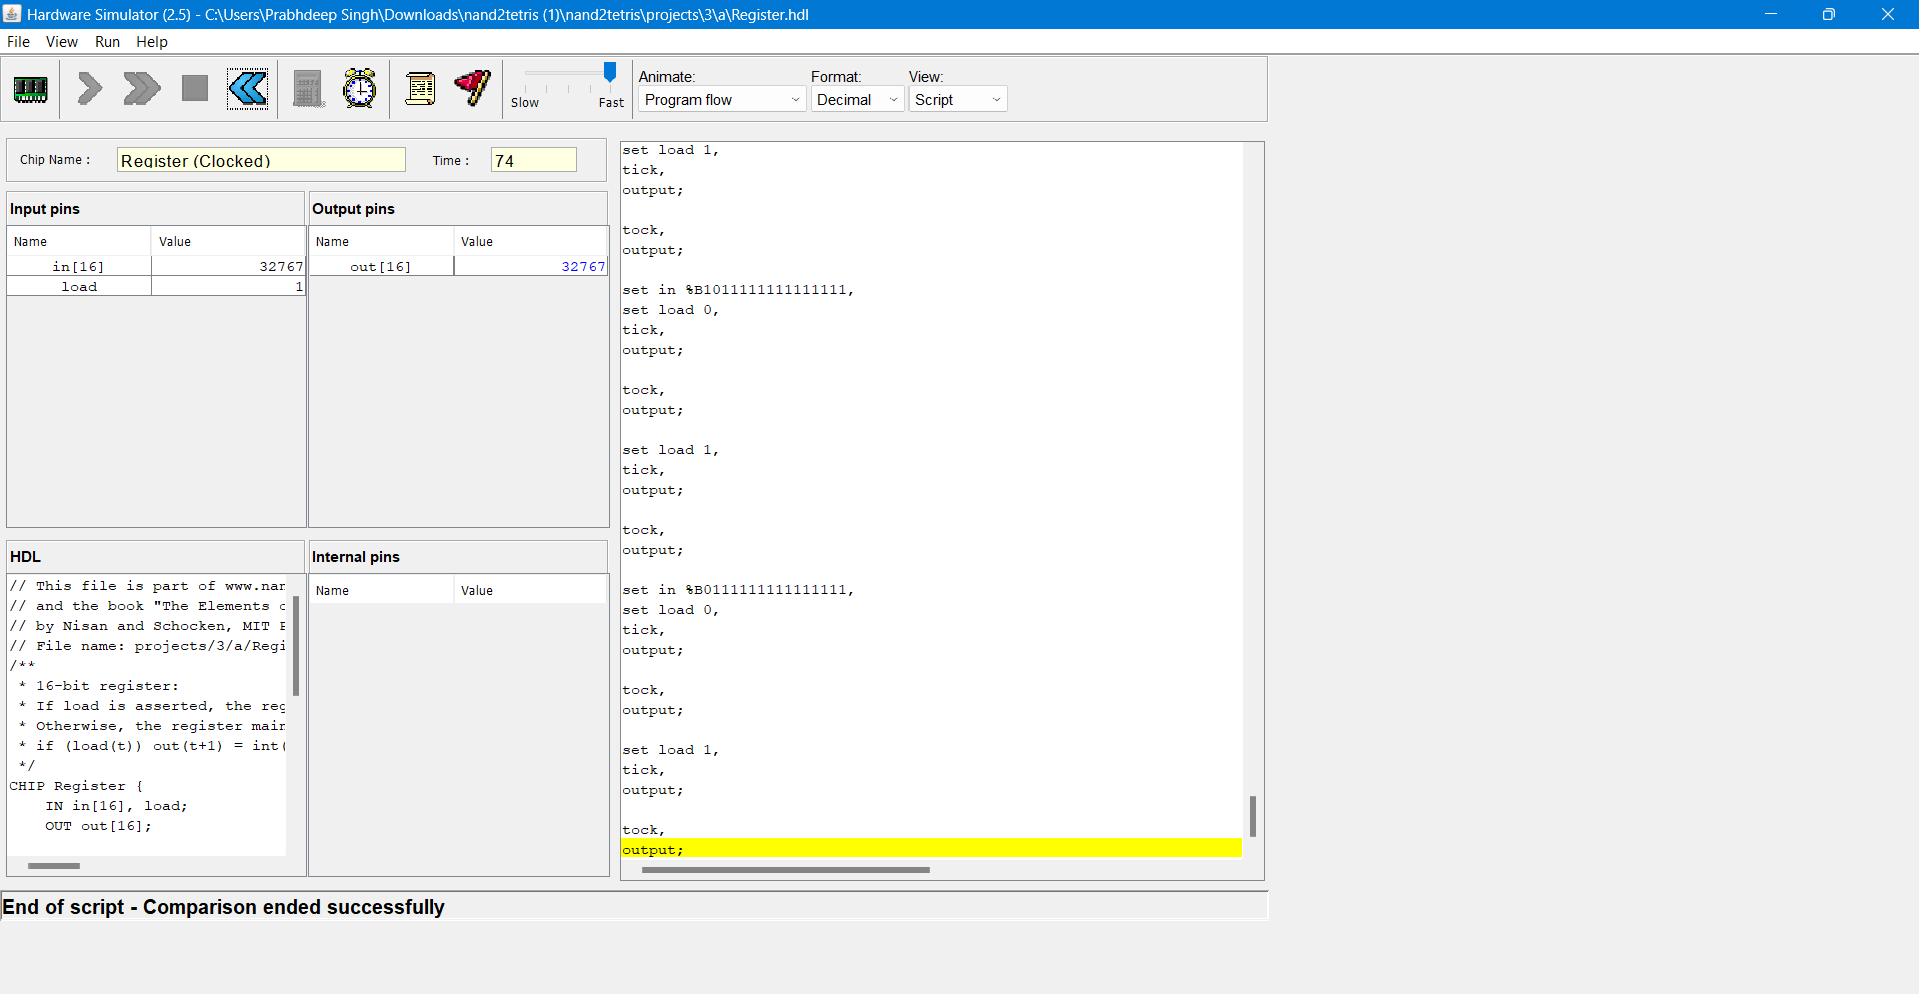 Hardware Simulator (2.5) - C:\Users\Prabhdeep Singh\Downloads\nand2tetris (1)\nand2tetris\projects\3\a\Register.hdl
File View Run Help
Slow Fast
Animate: Format: View:
Program flow Decimal Script
Chip Name : Register (Clocked) Time : 74
Input pins
Name Value
in[16] 32767
load 1
Output pins
Name Value
out[16] 32767
HDL
// This file is part of www.nan
// and the book "The Elements o
// by Nisan and Schocken, MIT P
// File name: projects/3/a/Regi
/**
* 16-bit register:
* If load is asserted, the reg
* Otherwise, the register main
* if (load(t)) out(t+1) = int(
*/
CHIP Register {
IN in[16], load;
OUT out[16];
Internal pins
Name Value
set load 1,
tick,
output;
tock,
output;
set in %B1011111111111111,
set load 0,
tick,
output;
tock,
output;
set load 1,
tick,
output;
tock,
output;
set in %B0111111111111111,
set load 0,
tick,
output;
tock,
output;
set load 1,
tick,
output;
tock,
output;
End of script - Comparison ended successfully